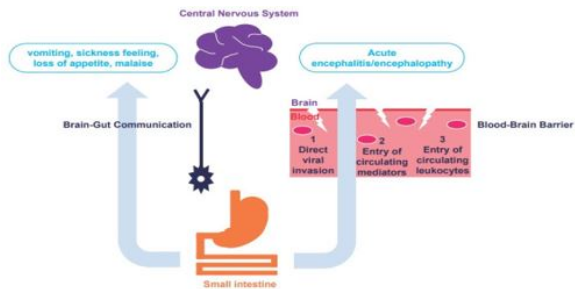 Central Nervous System
vomiting, sickness feeling,
loss of appetite, malaise
Acute
encephalitis/encephalopathy
Brain-Gut Communication
Brain
Blood
Blood-Brain Barrier
1
Direct
viral
invasion
2
Entry of
circulating
mediators
3
Entry of
circulating
leukocytes
Small intestine